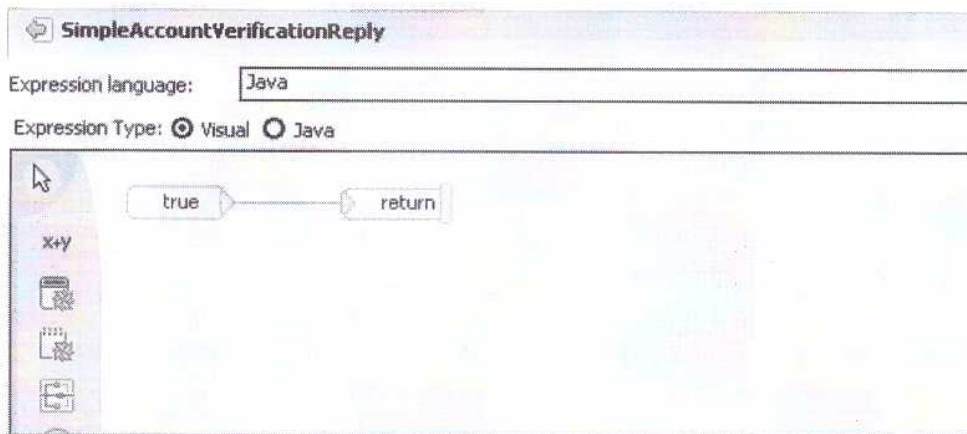 SimpleAccountVerificationReply
Expression language: Java
Expression Type: Visual Java
true return
x+y